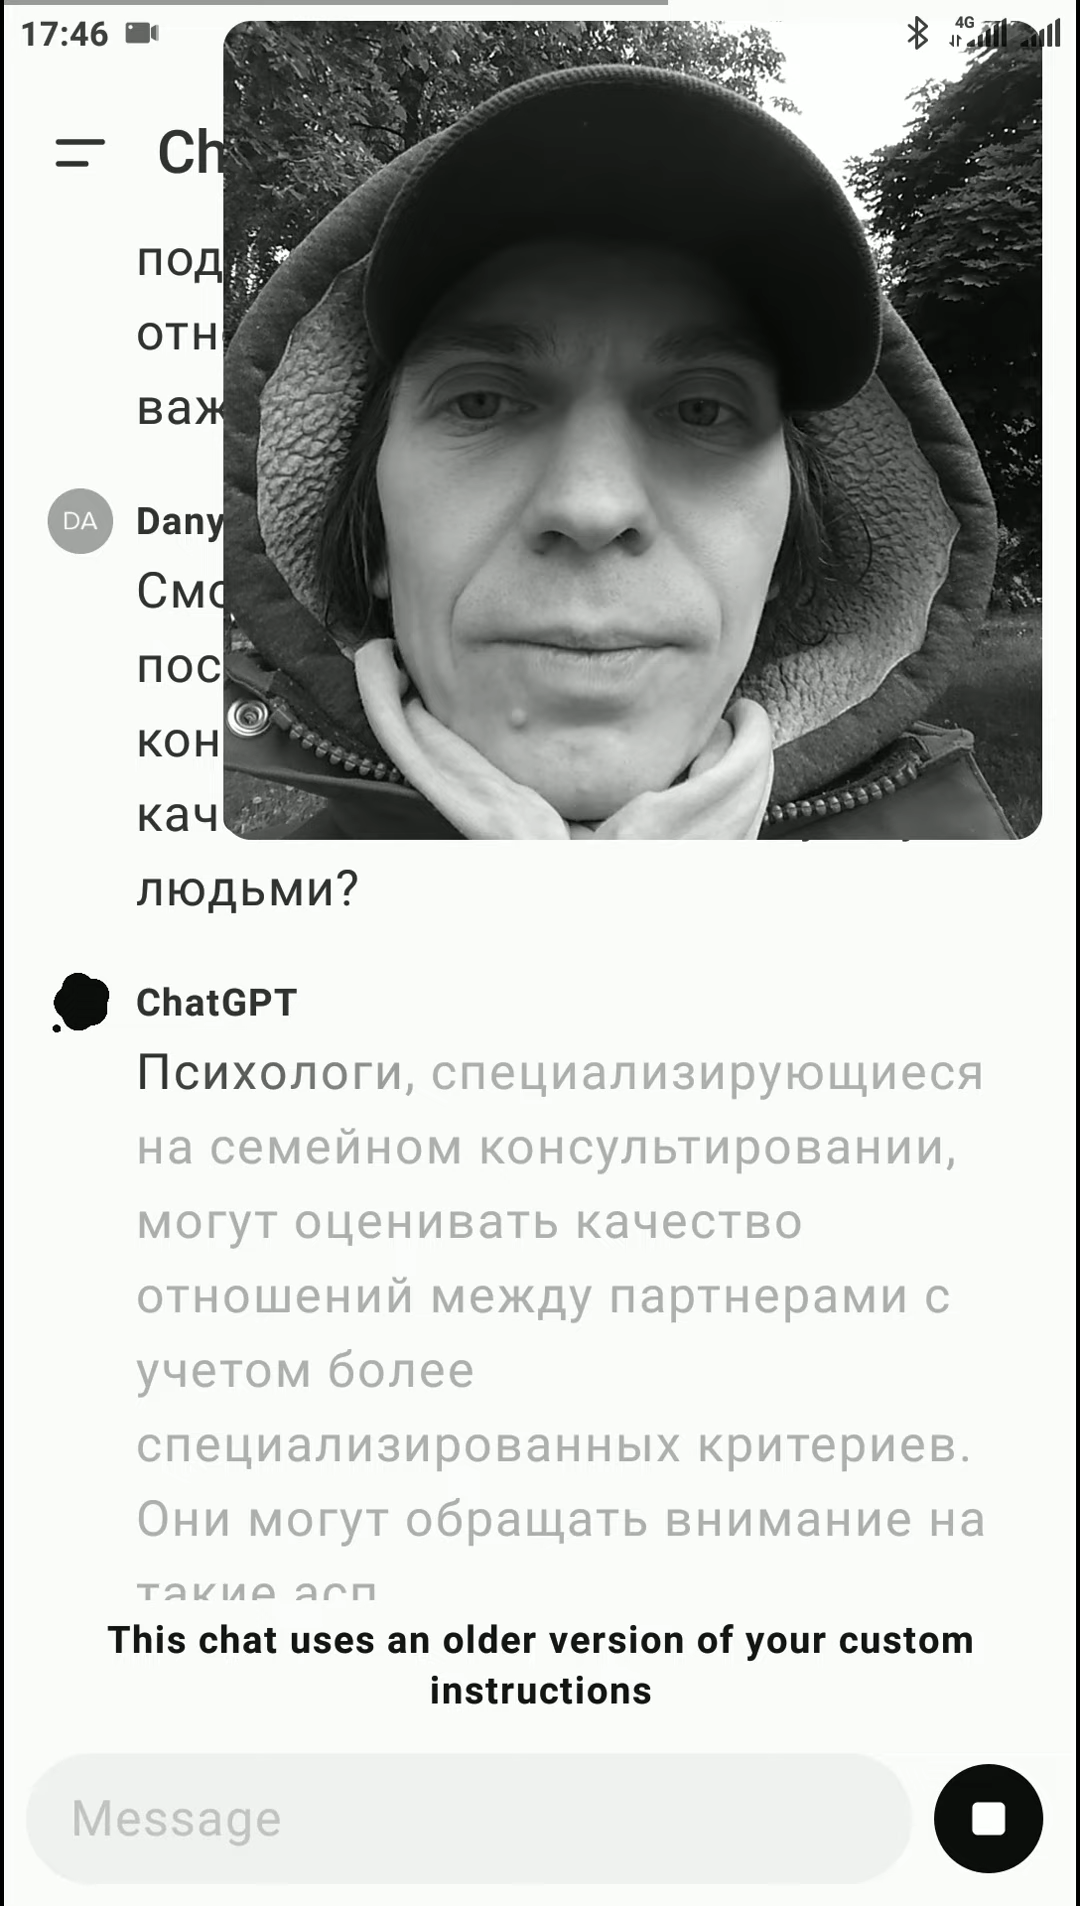 17:46
4G
Ch
под
отн
важ
DA
Dany
Смо
пос
кон
кач
людьми?
ChatGPT
Психологи, специализирующиеся
на семейном консультировании,
могут оценивать качество
отношений между партнерами с
учетом более
специализированных критериев.
Они могут обращать внимание на
такие асп
This chat uses an older version of your custom
instructions
Message